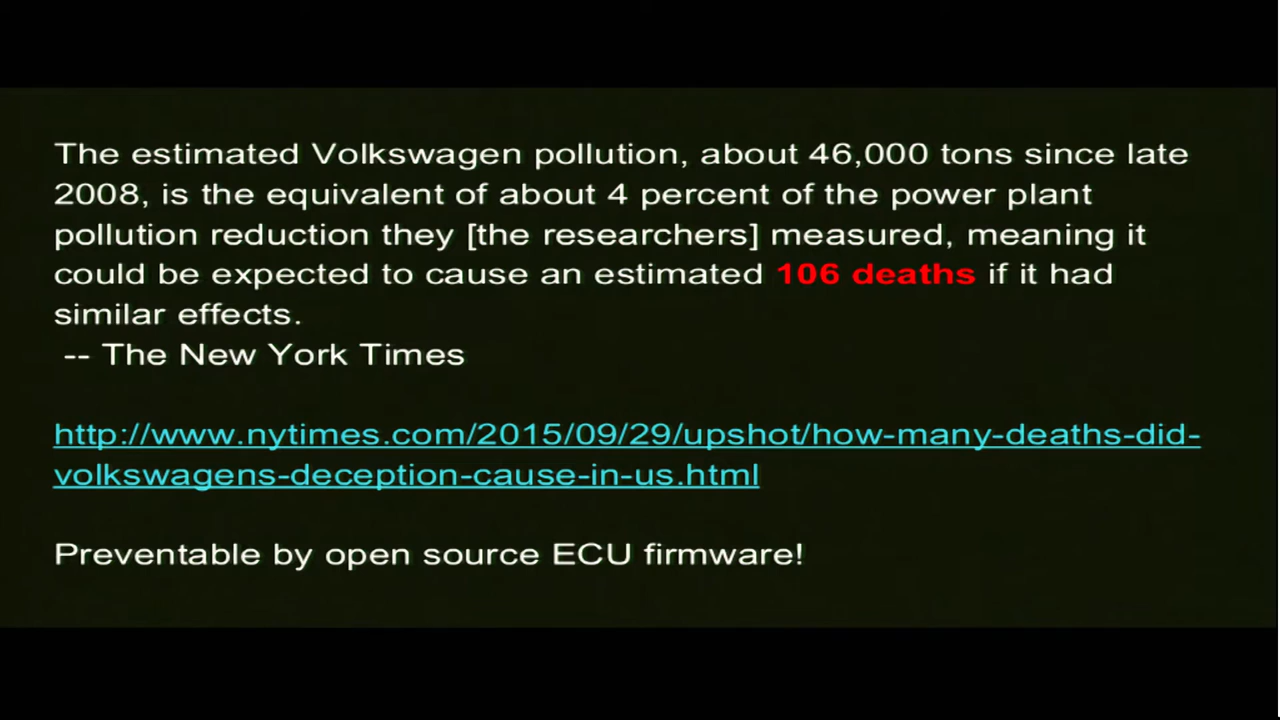 The estimated Volkswagen pollution, about 46,000 tons since late
2008, is the equivalent of about 4 percent of the power plant
pollution reduction they [the researchers] measured, meaning it
could be expected to cause an estimated 106 deaths if it had
similar effects.
-- The New York Times
http://www.nytimes.com/2015/09/29/upshot/how-many-deaths-did-
volkswagens-deception-cause-in-us.html
Preventable by open source ECU firmware!